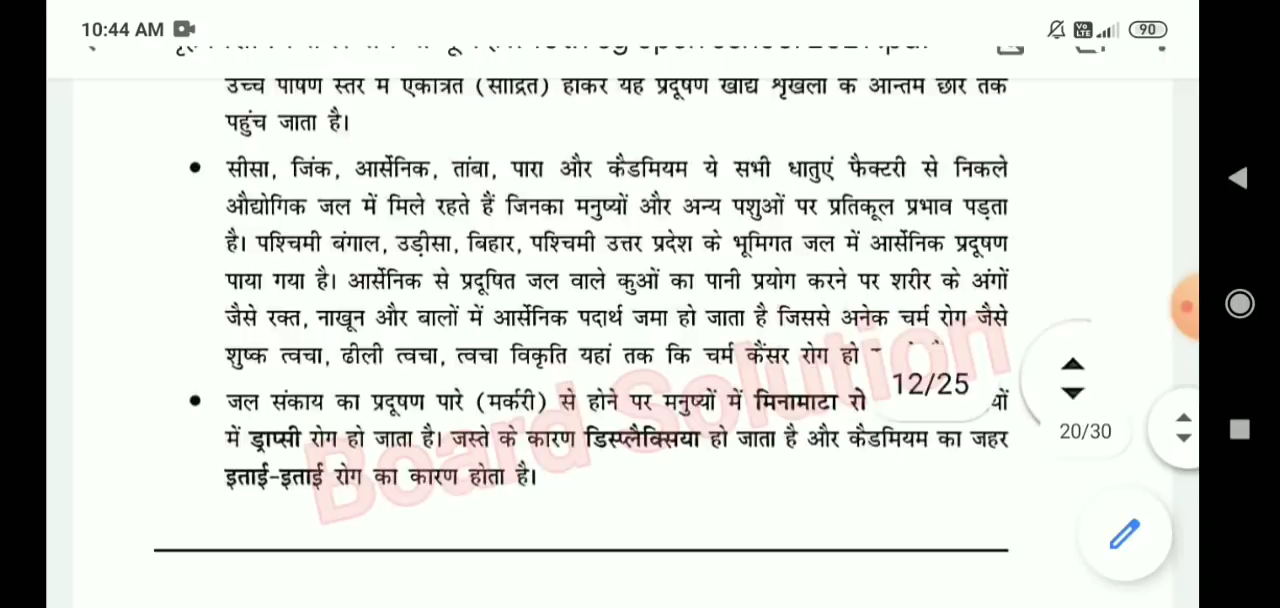 10:44 AM
90
उच्च पोषण स्तर में एकत्रित (सांद्रित) होकर यह प्रदूषण खाद्य श्रृंखला के अन्तिम छोर तक
पहुंच जाता है।
• सीसा, जिंक, आर्सेनिक, तांबा, पारा और कैडमियम ये सभी धातुएं फैक्टरी से निकले
औद्योगिक जल में मिले रहते हैं जिनका मनुष्यों और अन्य पशुओं पर प्रतिकूल प्रभाव पड़ता
है। पश्चिमी बंगाल, उड़ीसा, बिहार, पश्चिमी उत्तर प्रदेश के भूमिगत जल में आर्सेनिक प्रदूषण
पाया गया है। आर्सेनिक से प्रदूषित जल वाले कुओं का पानी प्रयोग करने पर शरीर के अंगों
जैसे रक्त, नाखून और बालों में आर्सेनिक पदार्थ जमा हो जाता है जिससे अनेक चर्म रोग जैसे
शुष्क त्वचा, ढीली त्वचा, त्वचा विकृति यहां तक कि चर्म कैंसर रोग हो
12/25
• जल संकाय का प्रदूषण पारे (मर्करी) से होने पर मनुष्यों में मिनामाटा रो
में ड्राप्सी रोग हो जाता है। जस्ते के कारण डिस्प्लैक्सिया हो जाता है और कैडमियम का जहर
20/30
इताई-इताई रोग का कारण होता है।
Board Solution